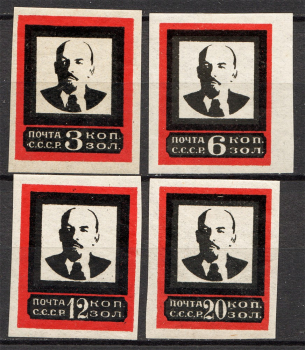 ПОЧТА 3 КОП.
С.С.С.Р. ЗОЛ.
ПОЧТА 6 КОП.
С.С.С.Р. ЗОЛ.
ПОЧТА 12 КОП.
С.С.С.Р. ЗОЛ.
ПОЧТА 20 КОП.
С.С.С.Р. ЗОЛ.